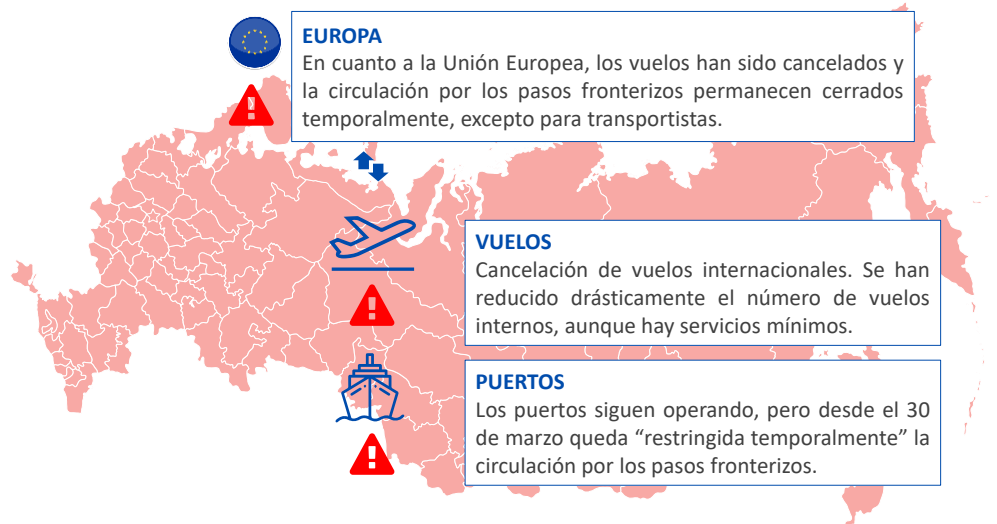 EUROPA
En cuanto a la Unión Europea, los vuelos han sido cancelados y
la circulación por los pasos fronterizos permanecen cerrados
temporalmente, excepto para transportistas.
VUELOS
Cancelación de vuelos internacionales. Se han
reducido drásticamente el número de vuelos
internos, aunque hay servicios mínimos.
PUERTOS
Los puertos siguen operando, pero desde el 30
de marzo queda “restringida temporalmente” la
circulación por los pasos fronterizos.